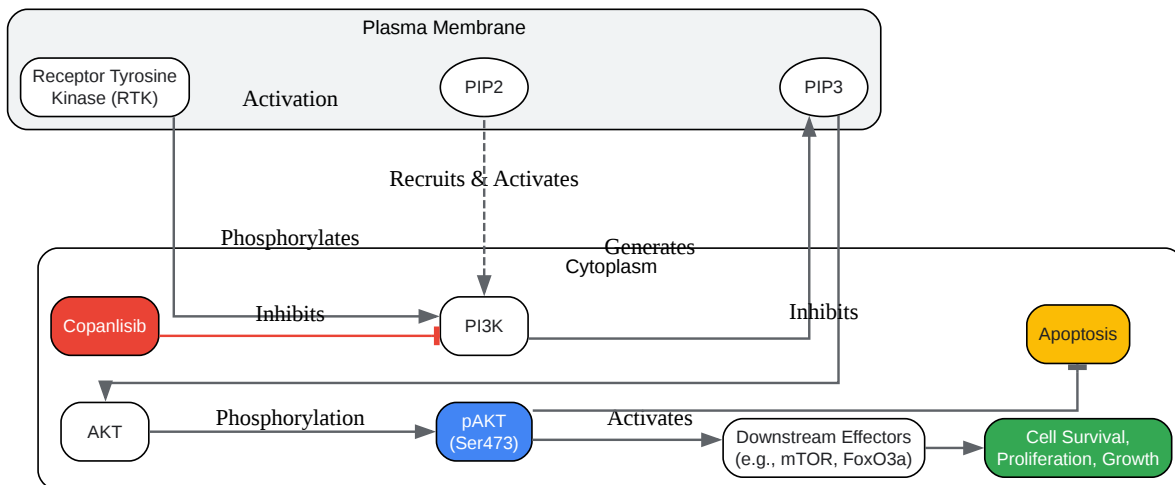 Plasma Membrane
Receptor Tyrosine
Kinase (RTK)
PIP2
PIP3
Activation
Recruits & Activates
Phosphorylates
Generates
Cytoplasm
Copanlisib
Inhibits
PI3K
Inhibits
Apoptosis
AKT
Phosphorylation
pAKT
(Ser473)
Activates
Downstream Effectors
(e.g., mTOR, FoxO3a)
Cell Survival,
Proliferation, Growth